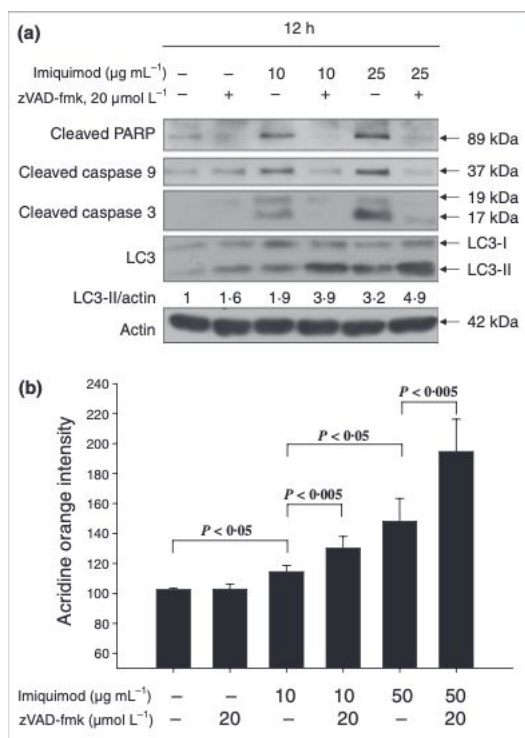 (a)
12 h
Imiquimod (µg mL⁻¹) – – 10 10 25 25
zVAD-fmk, 20 µmol L⁻¹ – + – + – +
Cleaved PARP ← 89 kDa
Cleaved caspase 9 ← 37 kDa
← 19 kDa
Cleaved caspase 3 ← 17 kDa
← LC3-I
LC3
← LC3-II
LC3-II/actin 1 1·6 1·9 3·9 3·2 4·9
Actin ← 42 kDa
(b)
240
220
200
180
160
140
120
100
80
60
Acridine orange intensity
P < 0·005
P < 0·05
P < 0·005
P < 0·05
Imiquimod (µg mL⁻¹) – – 10 10 50 50
zVAD-fmk (µmol L⁻¹) – 20 – 20 – 20